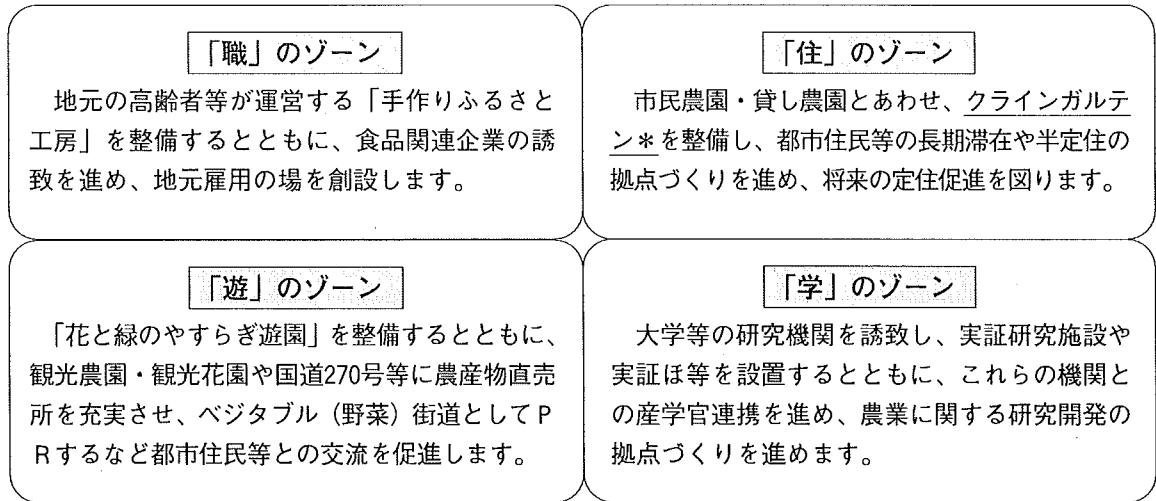 「職」のゾーン
地元の高齢者等が運営する「手作りふるさと
工房」を整備するとともに、食品関連企業の誘
致を進め、地元雇用の場を創設します。
「住」のゾーン
市民農園・貸し農園とあわせ、クラインガルテ
ン*を整備し、都市住民等の長期滞在や半定住の
拠点づくりを進め、将来の定住促進を図ります。
「遊」のゾーン
「花と緑のやすらぎ遊園」を整備するとともに、
観光農園・観光花園や国道270号等に農産物直売
所を充実させ、ベジタブル(野菜)街道としてP
Rするなど都市住民等との交流を促進します。
「学」のゾーン
大学等の研究機関を誘致し、実証研究施設や
実証ほ等を設置するとともに、これらの機関と
の産学官連携を進め、農業に関する研究開発の
拠点づくりを進めます。